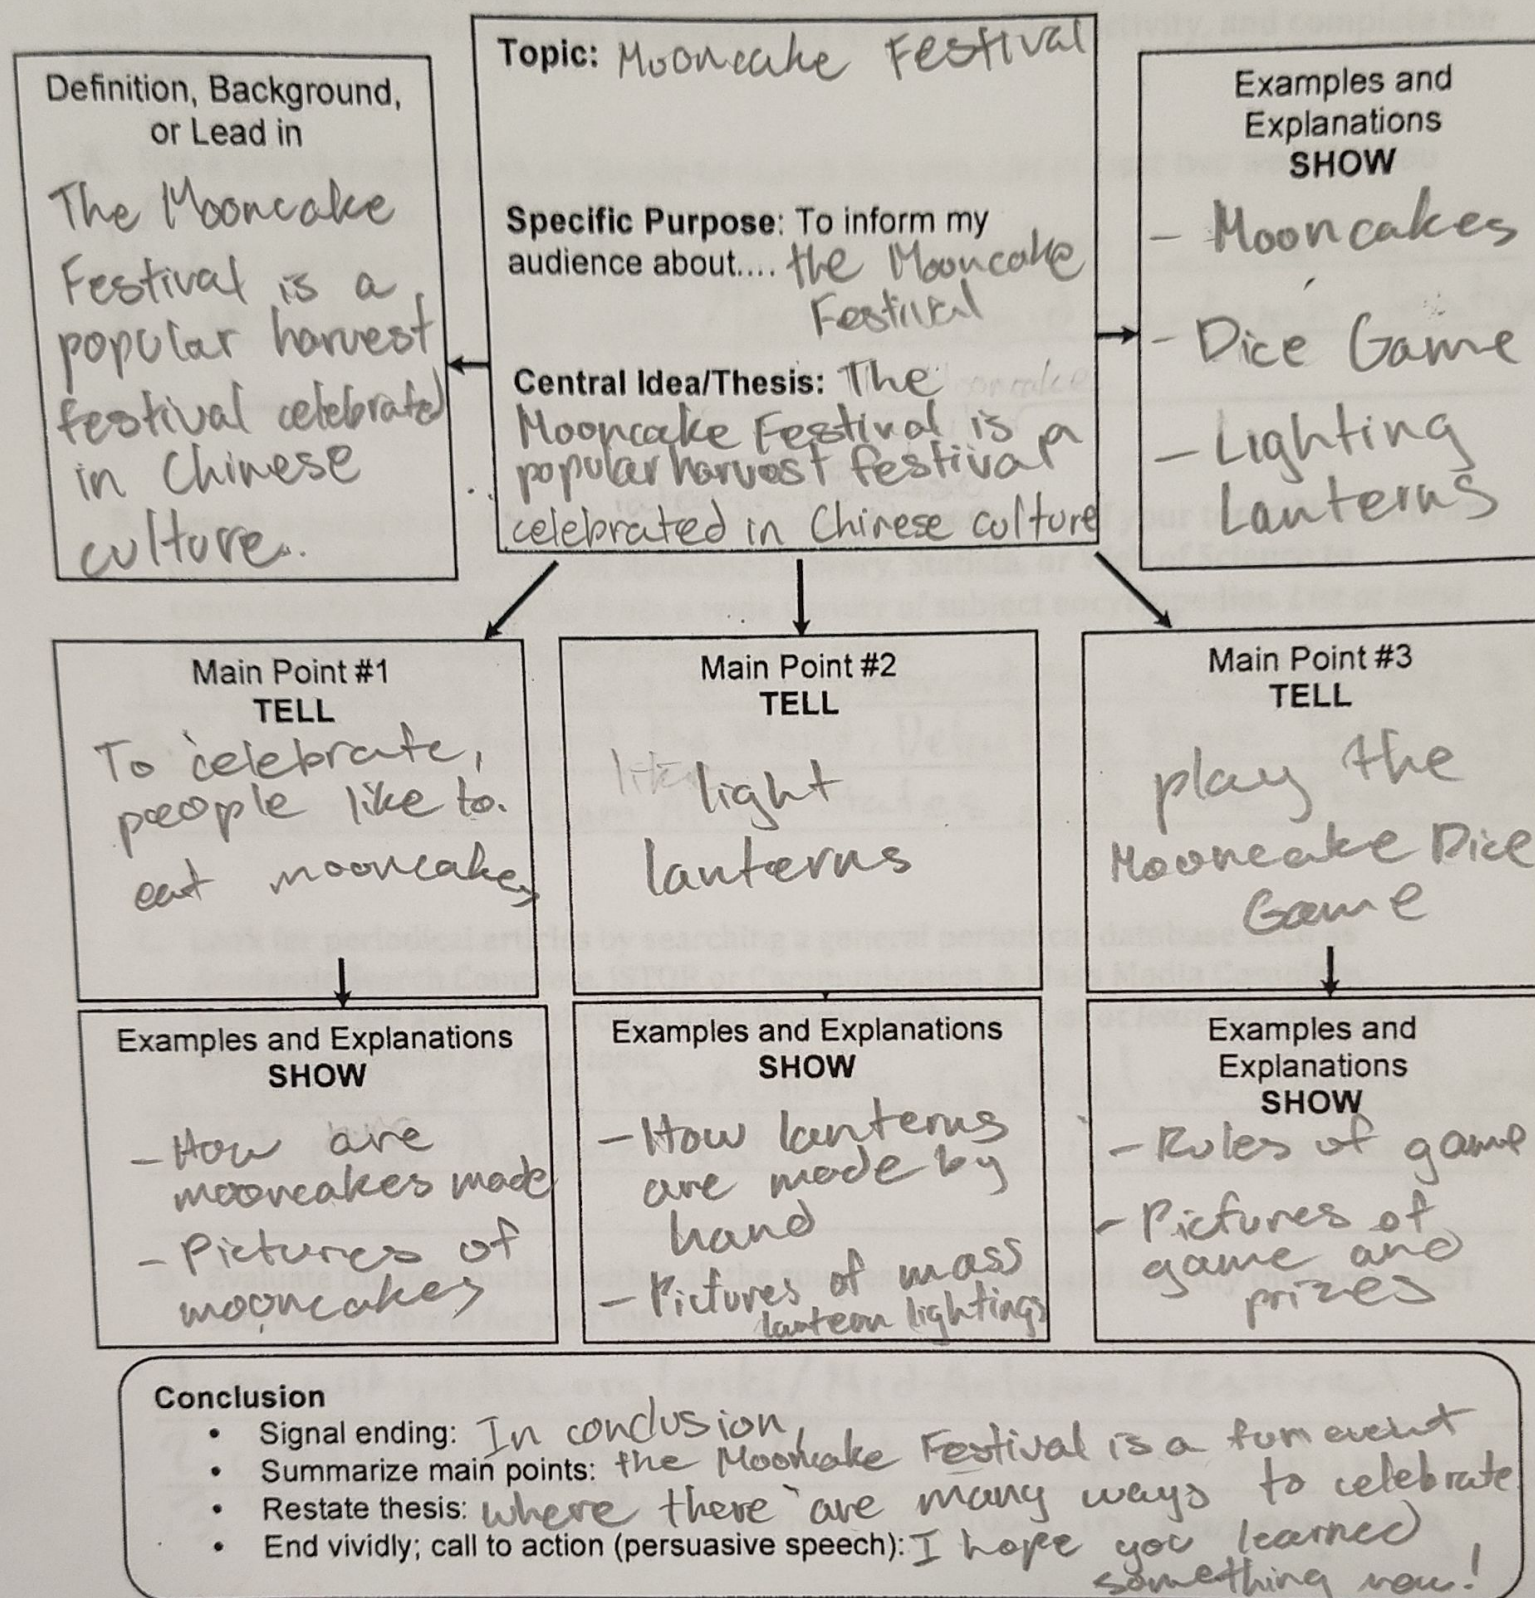 Topic: Mooncake Festival
Specific Purpose: To inform my
audience about.... the Mooncake
Festival
Central Idea/Thesis: The
Mooncake Festival is a
popular harvest festival
celebrated in Chinese culture
Definition, Background,
or Lead in
The Mooncake
Festival is a
popular harvest
festival celebrated
in Chinese
culture.
Examples and
Explanations
SHOW
- Mooncakes
- Dice Game
- Lighting
Lanterns
Main Point #1
TELL
To celebrate,
people like to
eat mooncakes
Main Point #2
TELL
light
lanterns
Main Point #3
TELL
play the
Mooncake Dice
Game
Examples and Explanations
SHOW
- How are
mooncakes made
- Pictures of
mooncakes
Examples and Explanations
SHOW
- How lanterns
are made by
hand
- Pictures of mass
lantern lightings
Examples and
Explanations
SHOW
- Rules of game
- Pictures of
game and
prizes
Conclusion
• Signal ending: In conclusion,
• Summarize main points: the Mooncake Festival is a fun event
• Restate thesis: where there are many ways to celebrate
• End vividly; call to action (persuasive speech): I hope you learned
something new!